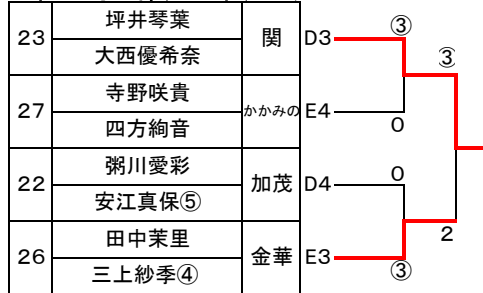 23 坪井琴葉 関 D3 ③
大西優希奈
③
27 寺野咲貴 かかみの E4 0
四方絢音
22 粥川愛彩 加茂 D4 0
安江真保⑤
2
26 田中茉里 金華 E3 ③
三上紗季④